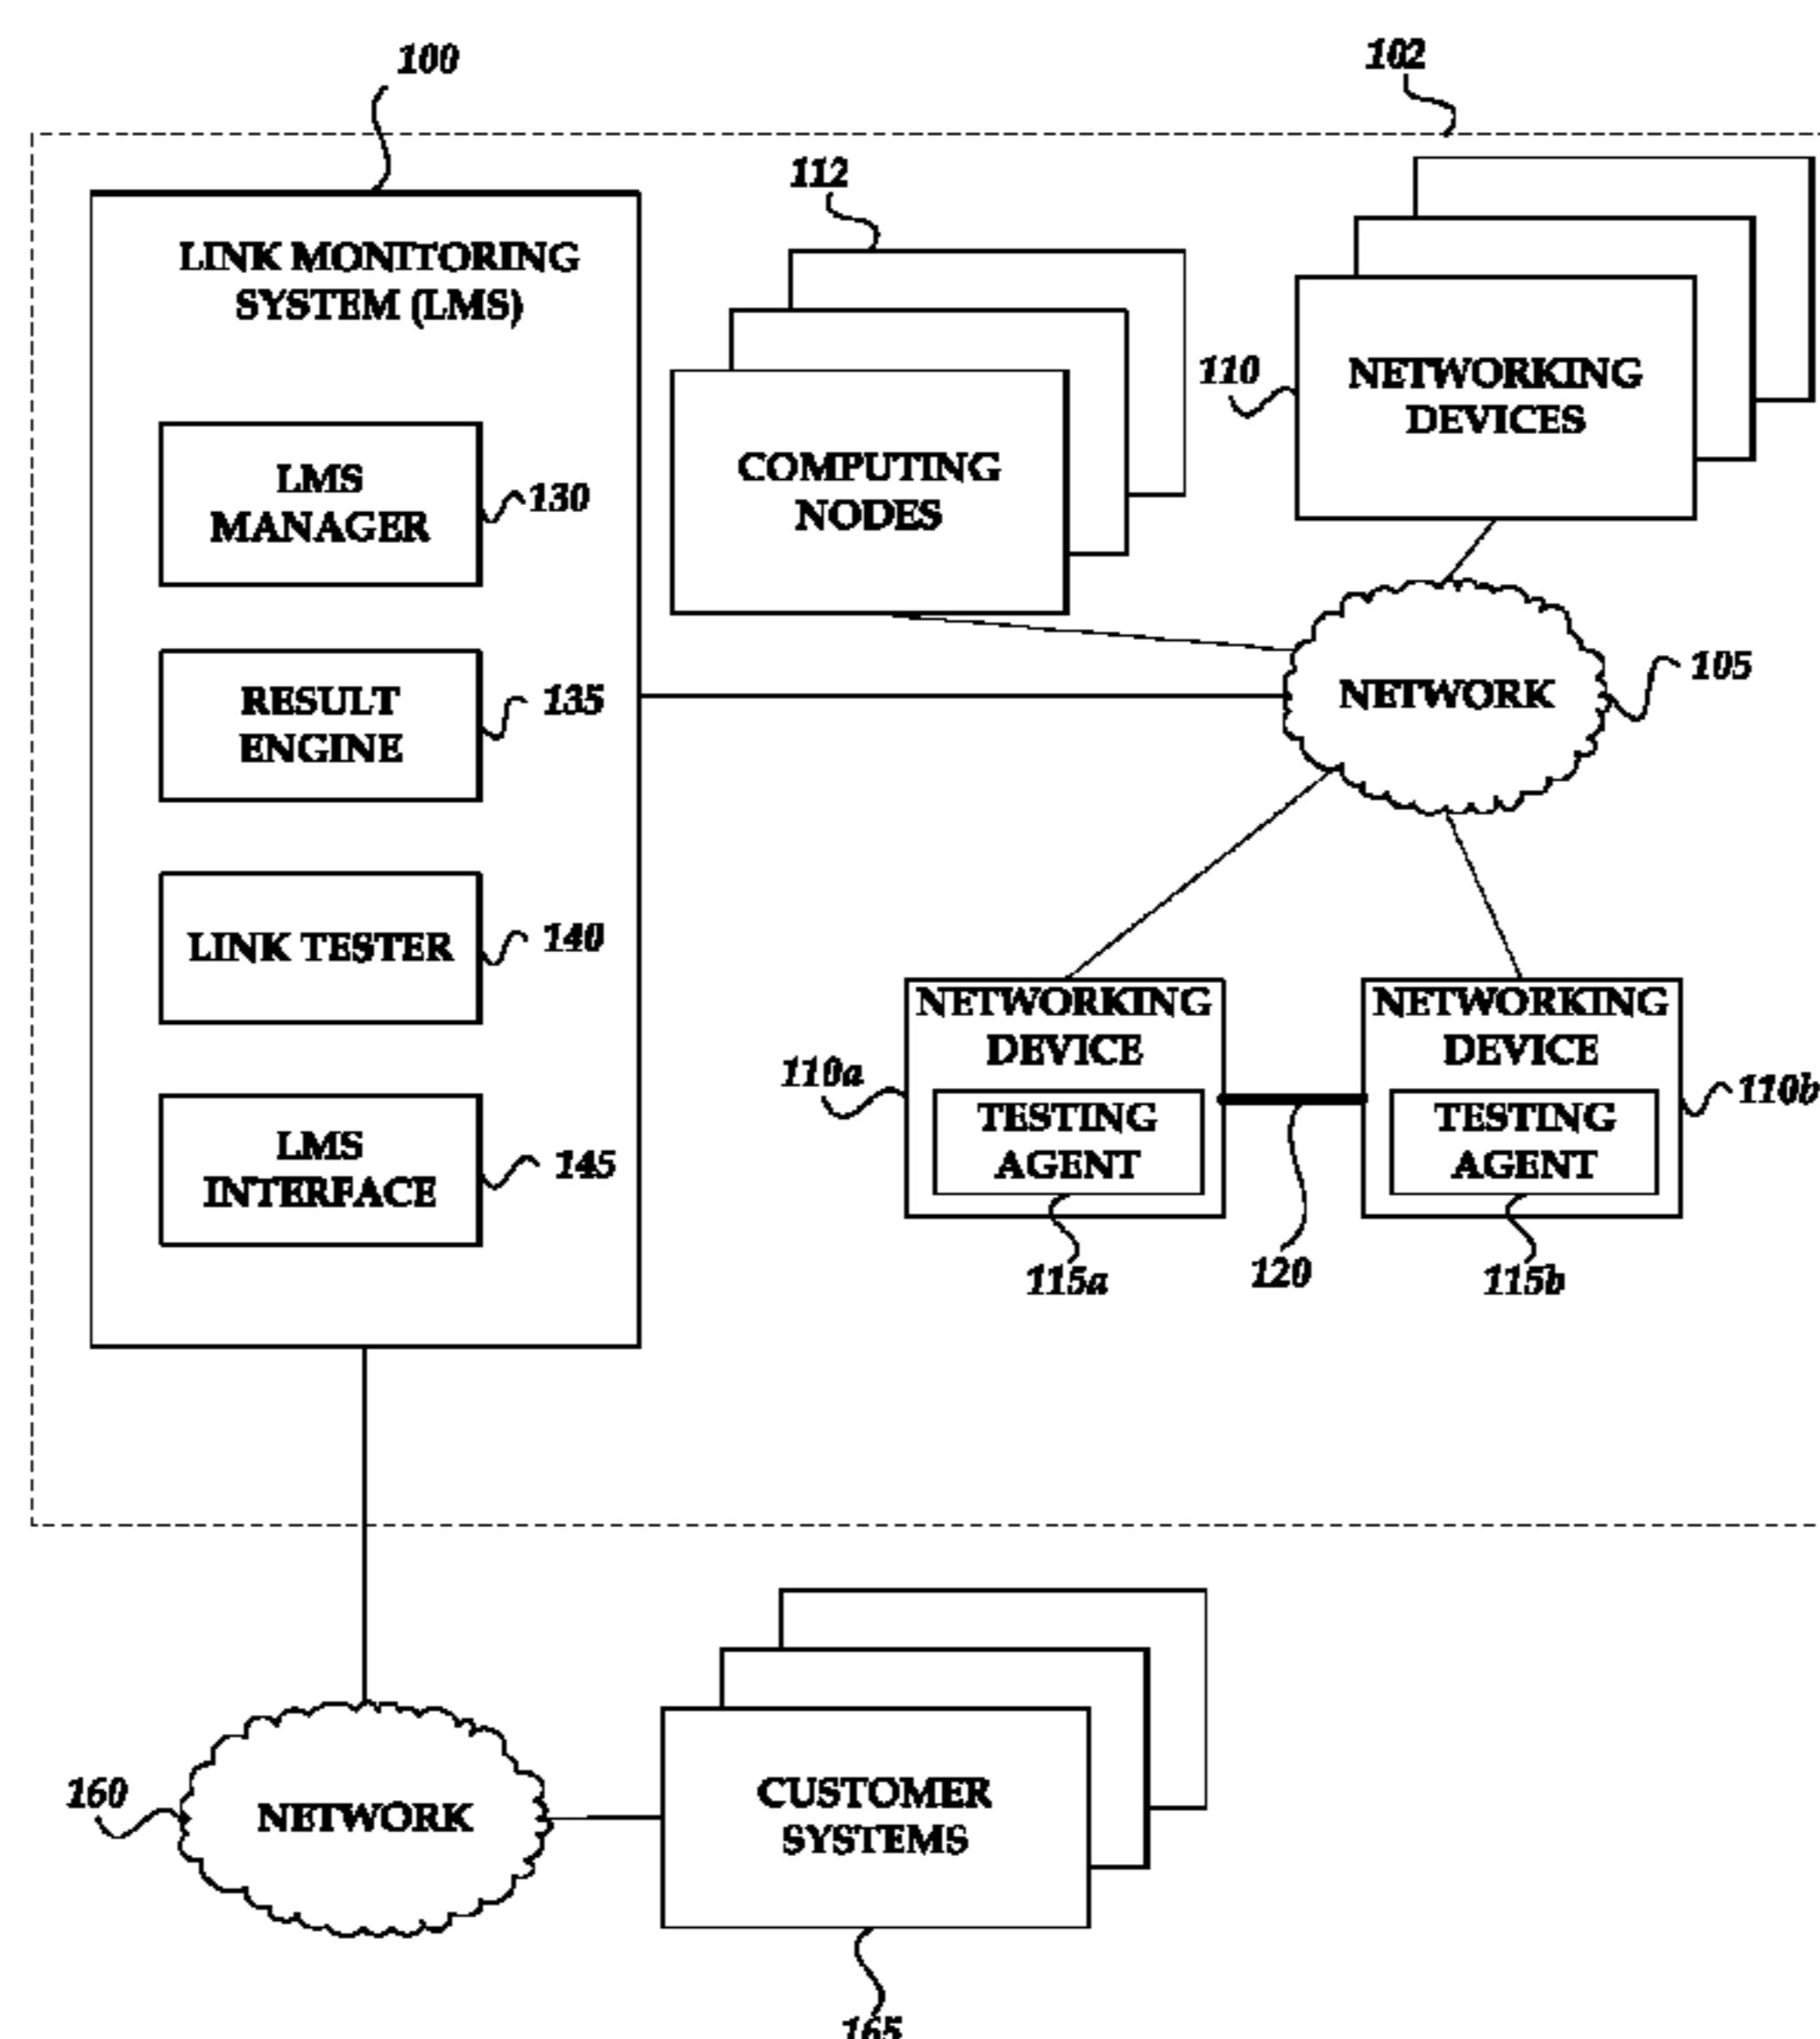 100
102
112
LINK MONITORING
SYSTEM (LMS)
110
NETWORKING
DEVICES
COMPUTING
NODES
LMS
MANAGER
130
105
NETWORK
RESULT
ENGINE
135
LINK TESTER
140
NETWORKING
DEVICE
NETWORKING
DEVICE
110a
110b
TESTING
AGENT
TESTING
AGENT
LMS
INTERFACE
145
115a
120
115b
160
NETWORK
CUSTOMER
SYSTEMS
165